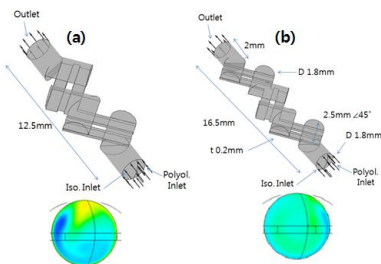 Outlet
(a)
12.5mm
Iso. Inlet
Polyol.
Inlet
Outlet
(b)
2mm
D 1.8mm
16.5mm
2.5mm ∠45˚
D 1.8mm
t 0.2mm
Iso. Inlet
Polyol.
Inlet